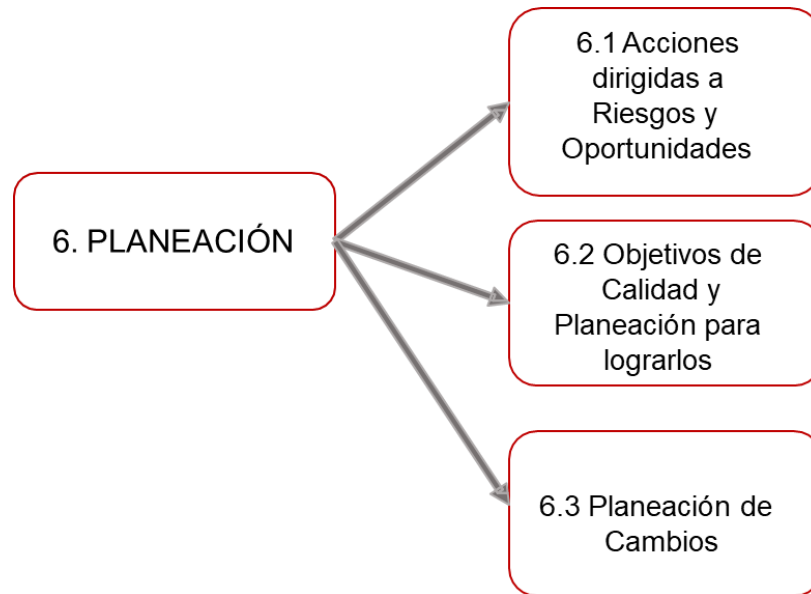 6. PLANEACIÓN
6.1 Acciones
dirigidas a
Riesgos y
Oportunidades
6.2 Objetivos de
Calidad y
Planeación para
lograrlos
6.3 Planeación de
Cambios